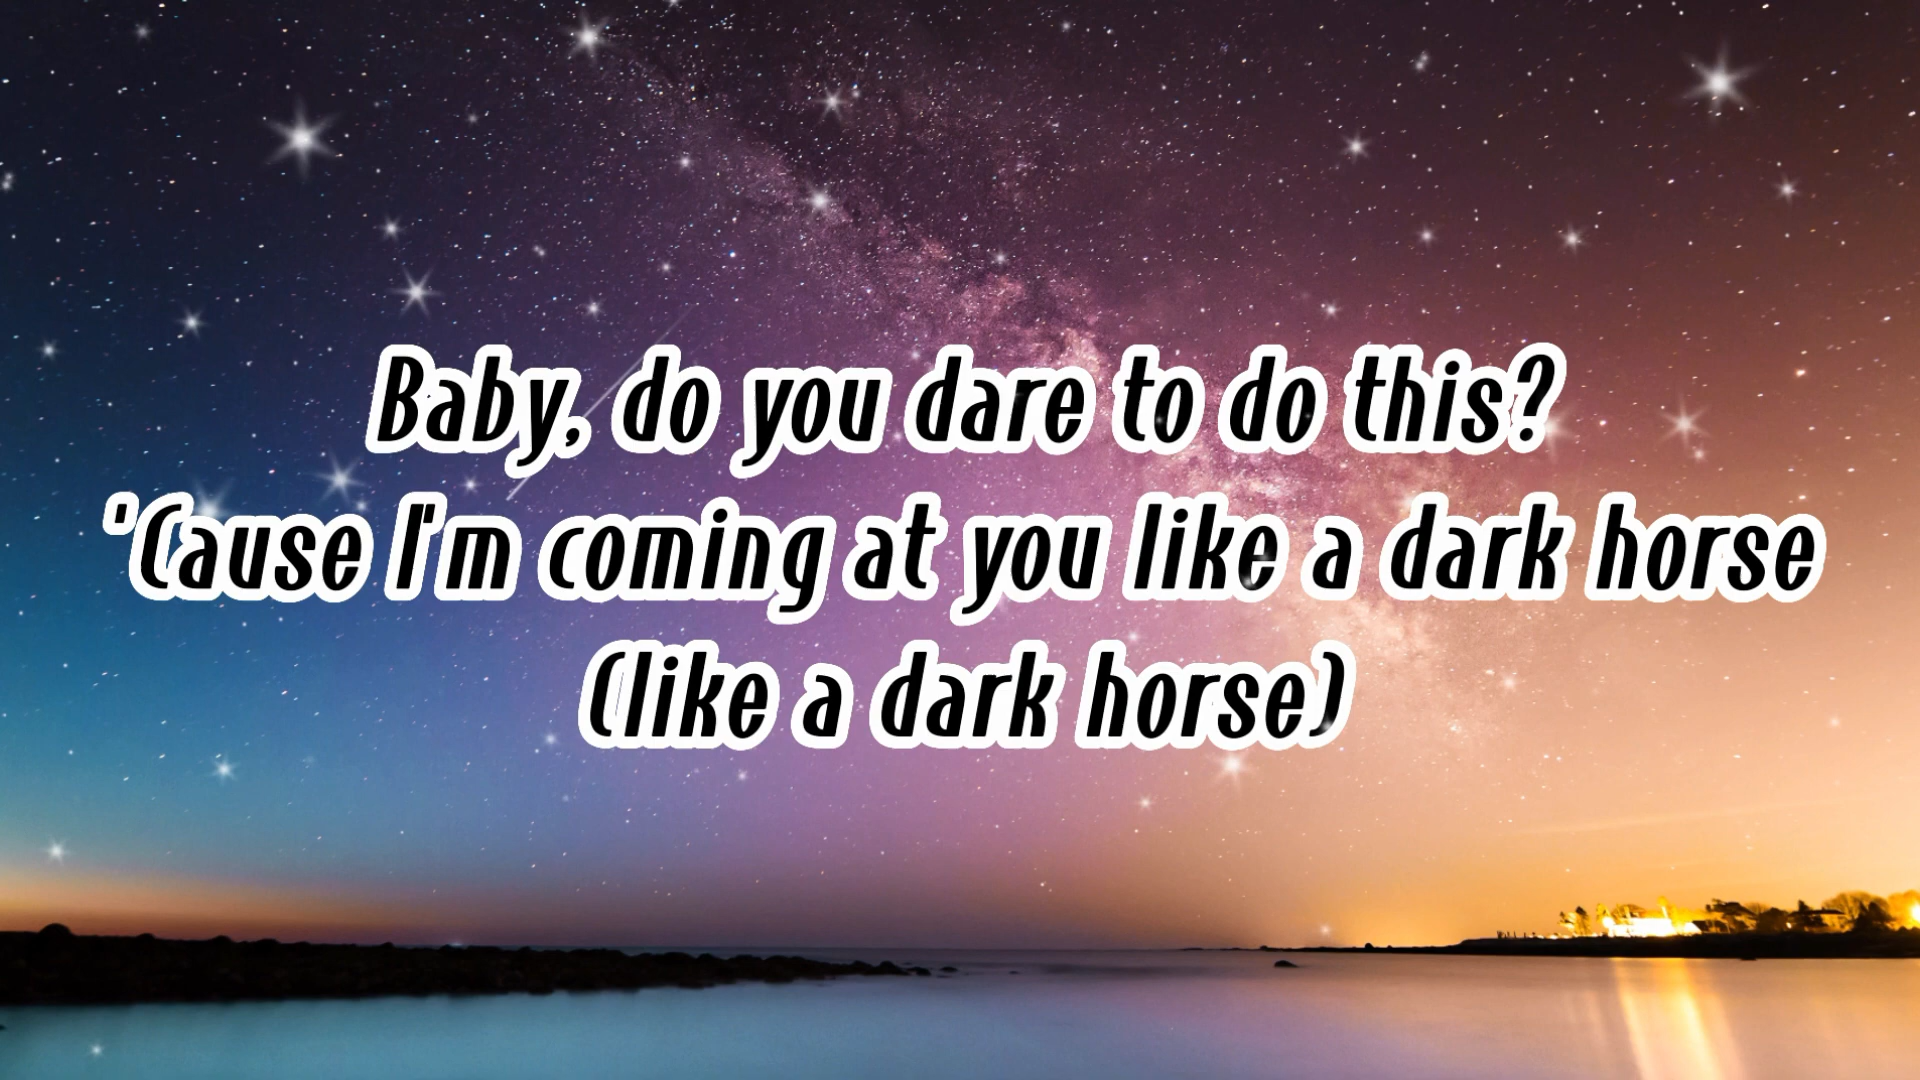 Baby, do you dare to do this?
'Cause I'm coming at you like a dark horse
(like a dark horse)